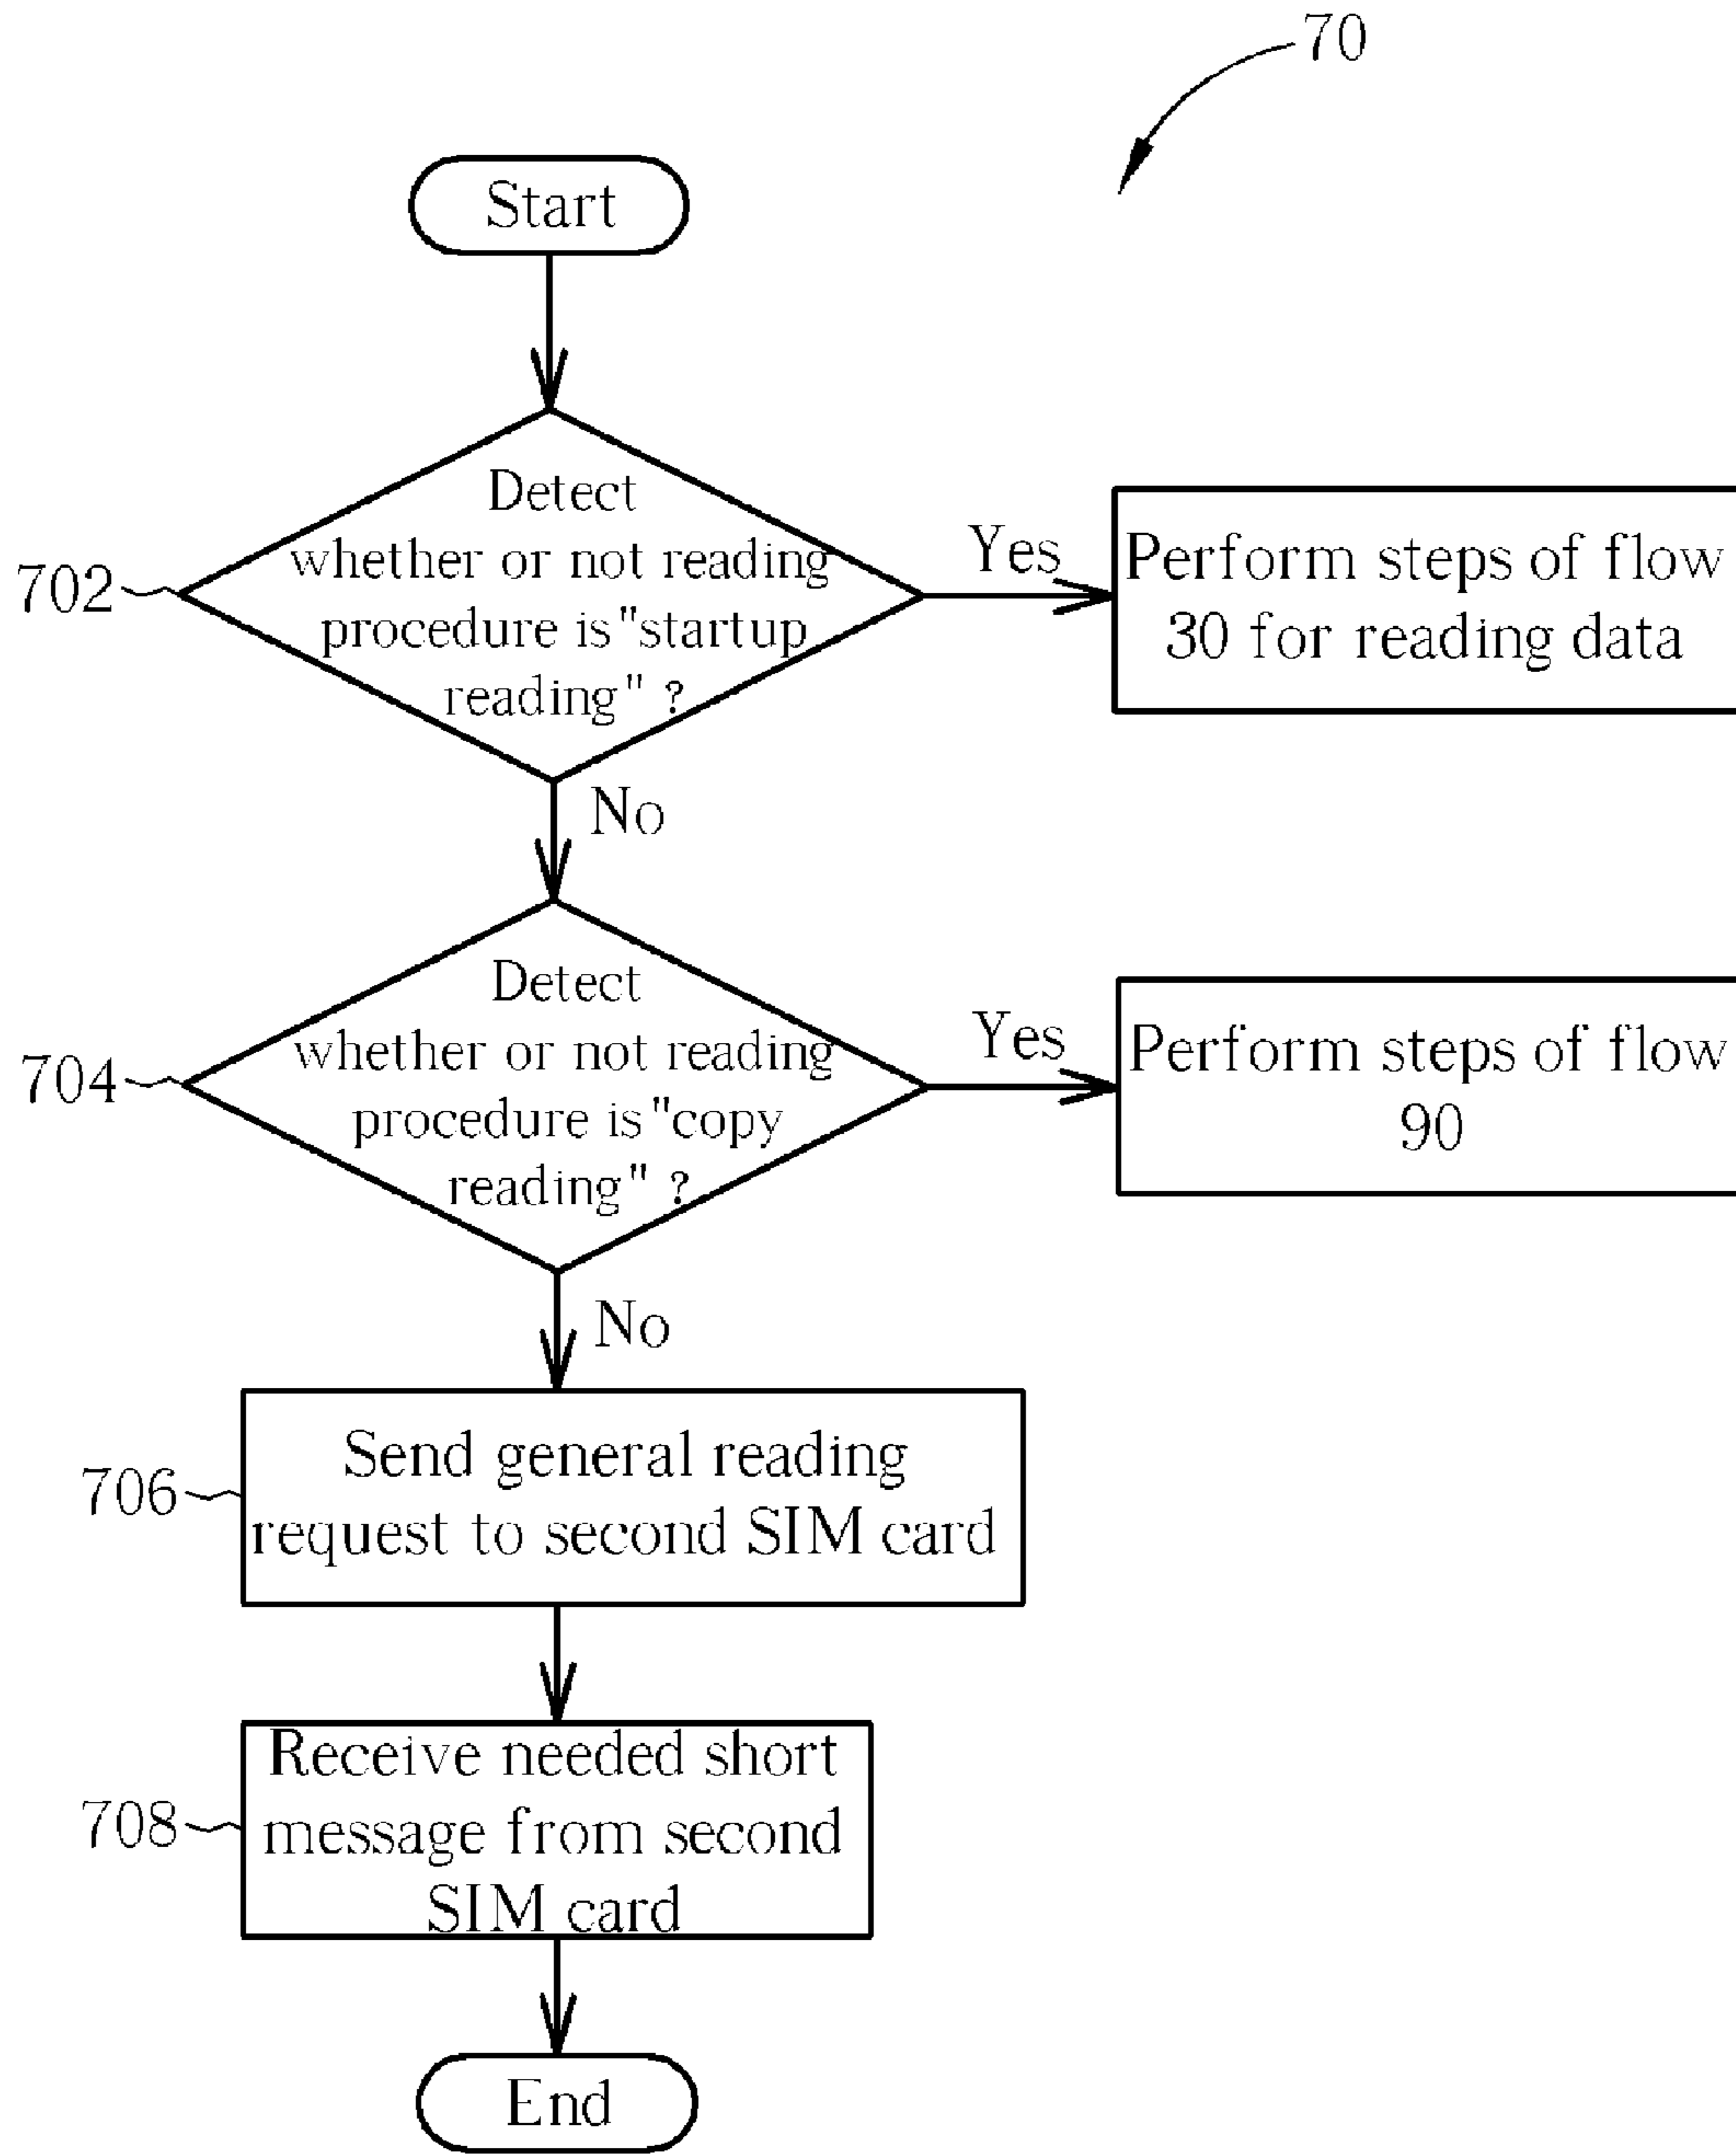 70
Start
Detect
whether or not reading
procedure is "startup
reading" ?
702
Yes
Perform steps of flow
30 for reading data
No
Detect
whether or not reading
procedure is "copy
reading" ?
704
Yes
Perform steps of flow
90
No
Send general reading
request to second SIM card
706
Receive needed short
message from second
SIM card
708
End